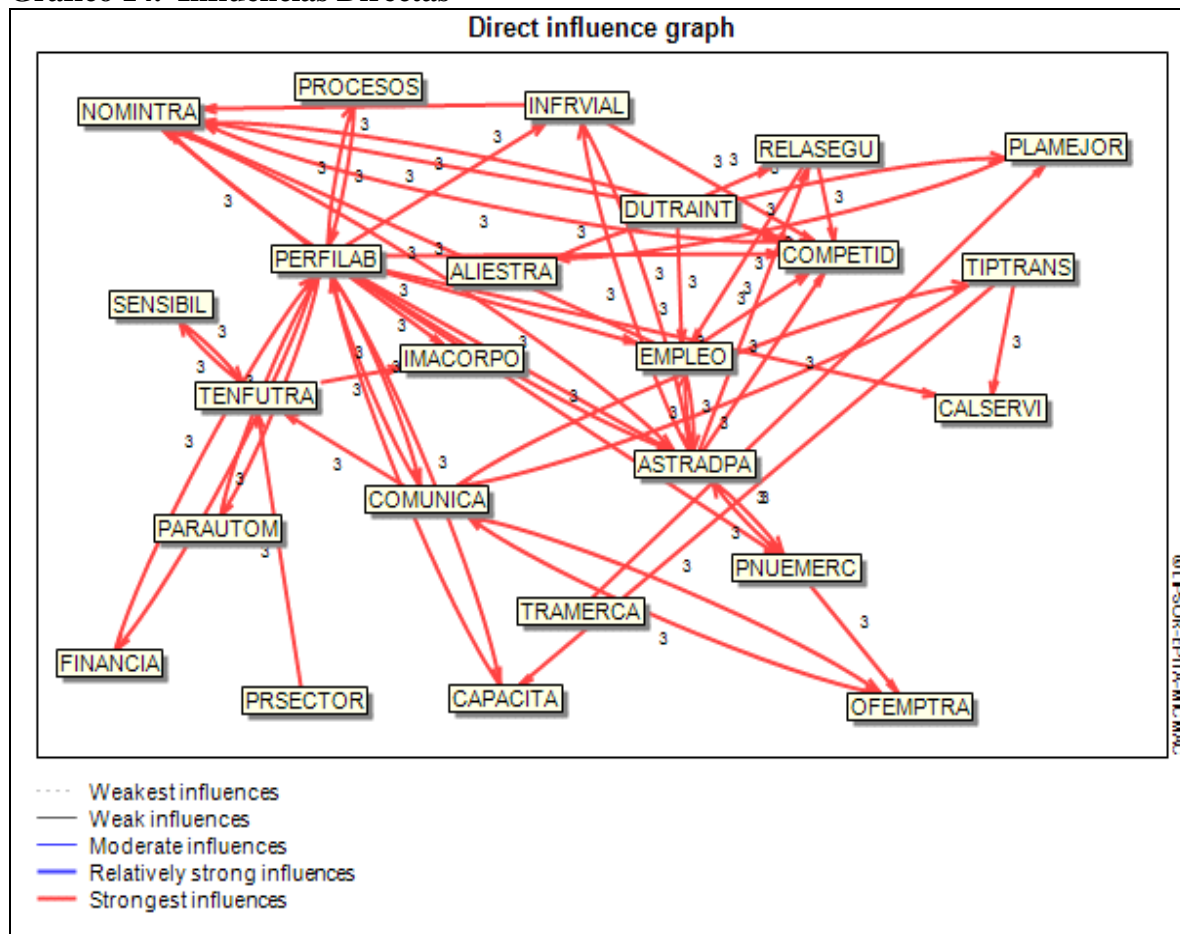 Direct influence graph
PROCESOS
NOMINTRA
INFRVIAL
RELASEGU
PLAMEJOR
DUTRAINT
PERFILAB
ALIESTRA
COMPETID
TIPTRANS
SENSIBIL
IMACORPO
EMPLEO
TENFUTRA
CALSERVI
ASTRADPA
COMUNICA
PARAUTOM
PNUEMERC
TRAMERCA
FINANCIA
PRSECTOR
CAPACITA
OFEMPTRA
Weakest influences
Weak influences
Moderate influences
Relatively strong influences
Strongest influences